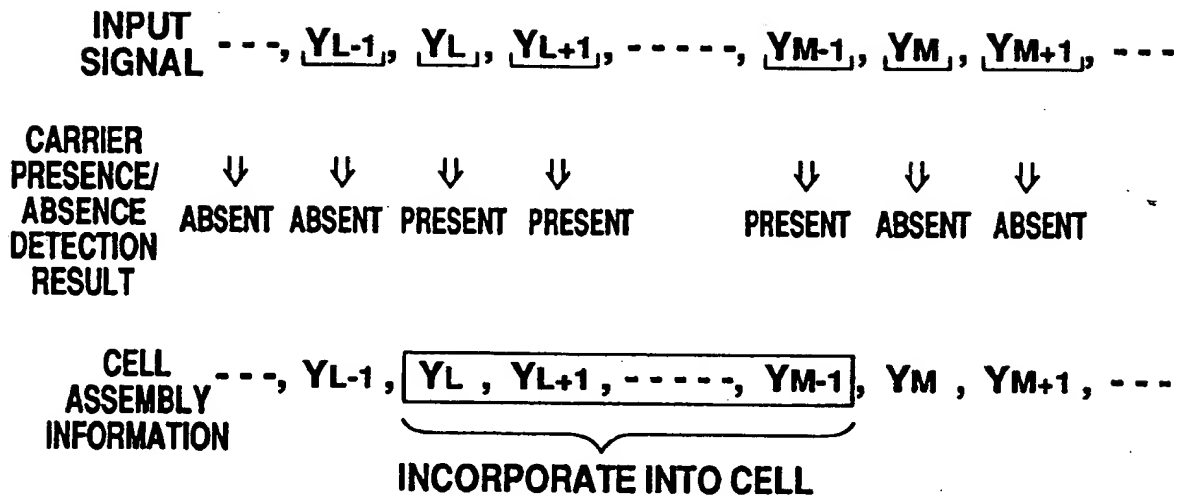 INPUT
SIGNAL - - -, YL-1, YL, YL+1, - - - - -, YM-1, YM, YM+1, - - -
CARRIER
PRESENCE/
ABSENCE
DETECTION
RESULT
⇓ ⇓ ⇓ ⇓ ⇓ ⇓ ⇓
ABSENT ABSENT PRESENT PRESENT PRESENT ABSENT ABSENT
CELL
ASSEMBLY
INFORMATION
- - -, YL-1, YL, YL+1, - - - - -, YM-1, YM, YM+1, - - -
INCORPORATE INTO CELL